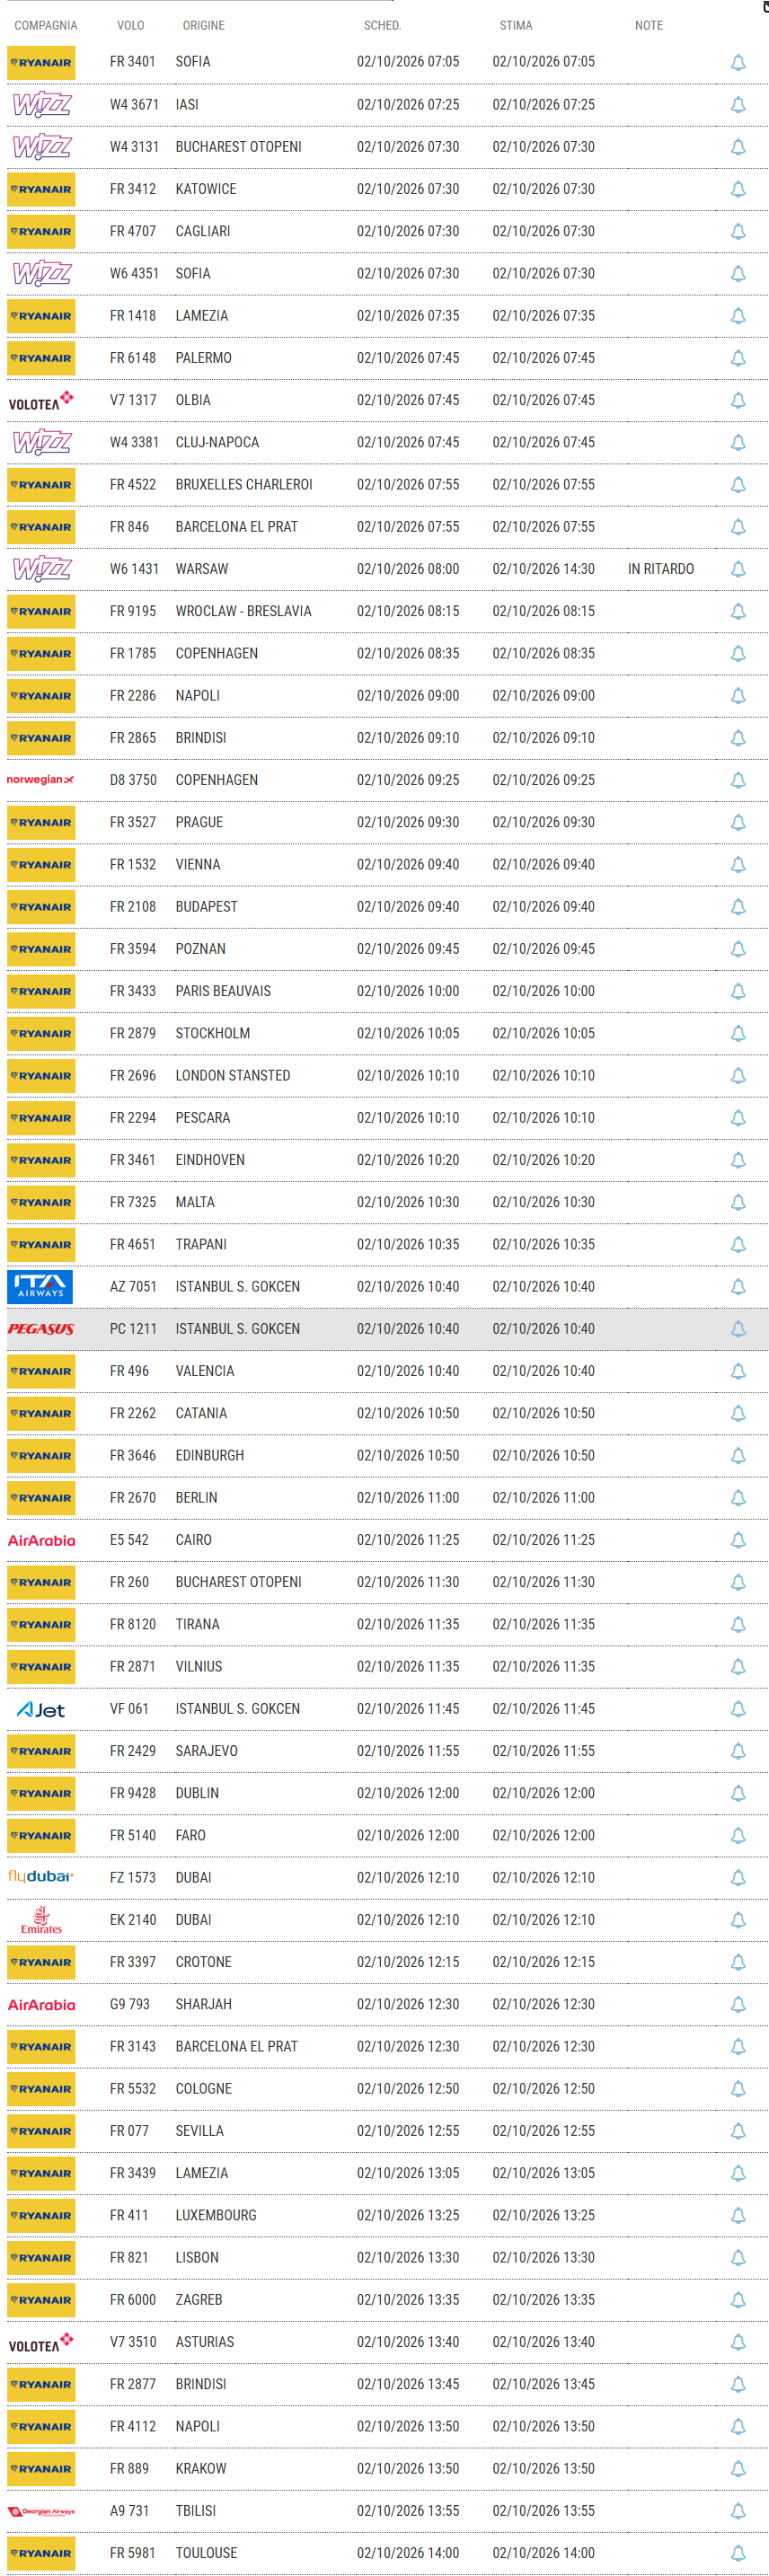 COMPAGNIA VOLO ORIGINE SCHED. STIMA NOTE
RYANAIR FR 3401 SOFIA 02/10/2026 07:05 02/10/2026 07:05
Wizz W4 3671 IASI 02/10/2026 07:25 02/10/2026 07:25
Wizz W4 3131 BUCHAREST OTOPENI 02/10/2026 07:30 02/10/2026 07:30
RYANAIR FR 3412 KATOWICE 02/10/2026 07:30 02/10/2026 07:30
RYANAIR FR 4707 CAGLIARI 02/10/2026 07:30 02/10/2026 07:30
Wizz W6 4351 SOFIA 02/10/2026 07:30 02/10/2026 07:30
RYANAIR FR 1418 LAMEZIA 02/10/2026 07:35 02/10/2026 07:35
RYANAIR FR 6148 PALERMO 02/10/2026 07:45 02/10/2026 07:45
VOLOTEA V7 1317 OLBIA 02/10/2026 07:45 02/10/2026 07:45
Wizz W4 3381 CLUJ-NAPOCA 02/10/2026 07:45 02/10/2026 07:45
RYANAIR FR 4522 BRUXELLES CHARLEROI 02/10/2026 07:55 02/10/2026 07:55
RYANAIR FR 846 BARCELONA EL PRAT 02/10/2026 07:55 02/10/2026 07:55
Wizz W6 1431 WARSAW 02/10/2026 08:00 02/10/2026 14:30 IN RITARDO
RYANAIR FR 9195 WROCLAW - BRESLAVIA 02/10/2026 08:15 02/10/2026 08:15
RYANAIR FR 1785 COPENHAGEN 02/10/2026 08:35 02/10/2026 08:35
RYANAIR FR 2286 NAPOLI 02/10/2026 09:00 02/10/2026 09:00
RYANAIR FR 2865 BRINDISI 02/10/2026 09:10 02/10/2026 09:10
norwegian D8 3750 COPENHAGEN 02/10/2026 09:25 02/10/2026 09:25
RYANAIR FR 3527 PRAGUE 02/10/2026 09:30 02/10/2026 09:30
RYANAIR FR 1532 VIENNA 02/10/2026 09:40 02/10/2026 09:40
RYANAIR FR 2108 BUDAPEST 02/10/2026 09:40 02/10/2026 09:40
RYANAIR FR 3594 POZNAN 02/10/2026 09:45 02/10/2026 09:45
RYANAIR FR 3433 PARIS BEAUVAIS 02/10/2026 10:00 02/10/2026 10:00
RYANAIR FR 2879 STOCKHOLM 02/10/2026 10:05 02/10/2026 10:05
RYANAIR FR 2696 LONDON STANSTED 02/10/2026 10:10 02/10/2026 10:10
RYANAIR FR 2294 PESCARA 02/10/2026 10:10 02/10/2026 10:10
RYANAIR FR 3461 EINDHOVEN 02/10/2026 10:20 02/10/2026 10:20
RYANAIR FR 7325 MALTA 02/10/2026 10:30 02/10/2026 10:30
RYANAIR FR 4651 TRAPANI 02/10/2026 10:35 02/10/2026 10:35
ITA AIRWAYS AZ 7051 ISTANBUL S. GOKCEN 02/10/2026 10:40 02/10/2026 10:40
PEGASUS PC 1211 ISTANBUL S. GOKCEN 02/10/2026 10:40 02/10/2026 10:40
RYANAIR FR 496 VALENCIA 02/10/2026 10:40 02/10/2026 10:40
RYANAIR FR 2262 CATANIA 02/10/2026 10:50 02/10/2026 10:50
RYANAIR FR 3646 EDINBURGH 02/10/2026 10:50 02/10/2026 10:50
RYANAIR FR 2670 BERLIN 02/10/2026 11:00 02/10/2026 11:00
AirArabia E5 542 CAIRO 02/10/2026 11:25 02/10/2026 11:25
RYANAIR FR 260 BUCHAREST OTOPENI 02/10/2026 11:30 02/10/2026 11:30
RYANAIR FR 8120 TIRANA 02/10/2026 11:35 02/10/2026 11:35
RYANAIR FR 2871 VILNIUS 02/10/2026 11:35 02/10/2026 11:35
AJet VF 061 ISTANBUL S. GOKCEN 02/10/2026 11:45 02/10/2026 11:45
RYANAIR FR 2429 SARAJEVO 02/10/2026 11:55 02/10/2026 11:55
RYANAIR FR 9428 DUBLIN 02/10/2026 12:00 02/10/2026 12:00
RYANAIR FR 5140 FARO 02/10/2026 12:00 02/10/2026 12:00
flydubai FZ 1573 DUBAI 02/10/2026 12:10 02/10/2026 12:10
Emirates EK 2140 DUBAI 02/10/2026 12:10 02/10/2026 12:10
RYANAIR FR 3397 CROTONE 02/10/2026 12:15 02/10/2026 12:15
AirArabia G9 793 SHARJAH 02/10/2026 12:30 02/10/2026 12:30
RYANAIR FR 3143 BARCELONA EL PRAT 02/10/2026 12:30 02/10/2026 12:30
RYANAIR FR 5532 COLOGNE 02/10/2026 12:50 02/10/2026 12:50
RYANAIR FR 077 SEVILLA 02/10/2026 12:55 02/10/2026 12:55
RYANAIR FR 3439 LAMEZIA 02/10/2026 13:05 02/10/2026 13:05
RYANAIR FR 411 LUXEMBOURG 02/10/2026 13:25 02/10/2026 13:25
RYANAIR FR 821 LISBON 02/10/2026 13:30 02/10/2026 13:30
RYANAIR FR 6000 ZAGREB 02/10/2026 13:35 02/10/2026 13:35
VOLOTEA V7 3510 ASTURIAS 02/10/2026 13:40 02/10/2026 13:40
RYANAIR FR 2877 BRINDISI 02/10/2026 13:45 02/10/2026 13:45
RYANAIR FR 4112 NAPOLI 02/10/2026 13:50 02/10/2026 13:50
RYANAIR FR 889 KRAKOW 02/10/2026 13:50 02/10/2026 13:50
Georgian Airways A9 731 TBILISI 02/10/2026 13:55 02/10/2026 13:55
RYANAIR FR 5981 TOULOUSE 02/10/2026 14:00 02/10/2026 14:00